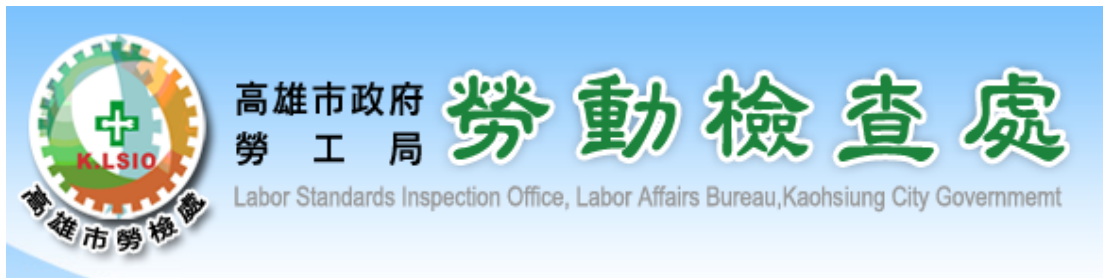 K.LSIO
高雄市勞檢處
高雄市政府
勞工局
勞動檢查處
Labor Standards Inspection Office, Labor Affairs Bureau,Kaohsiung City Governmemt